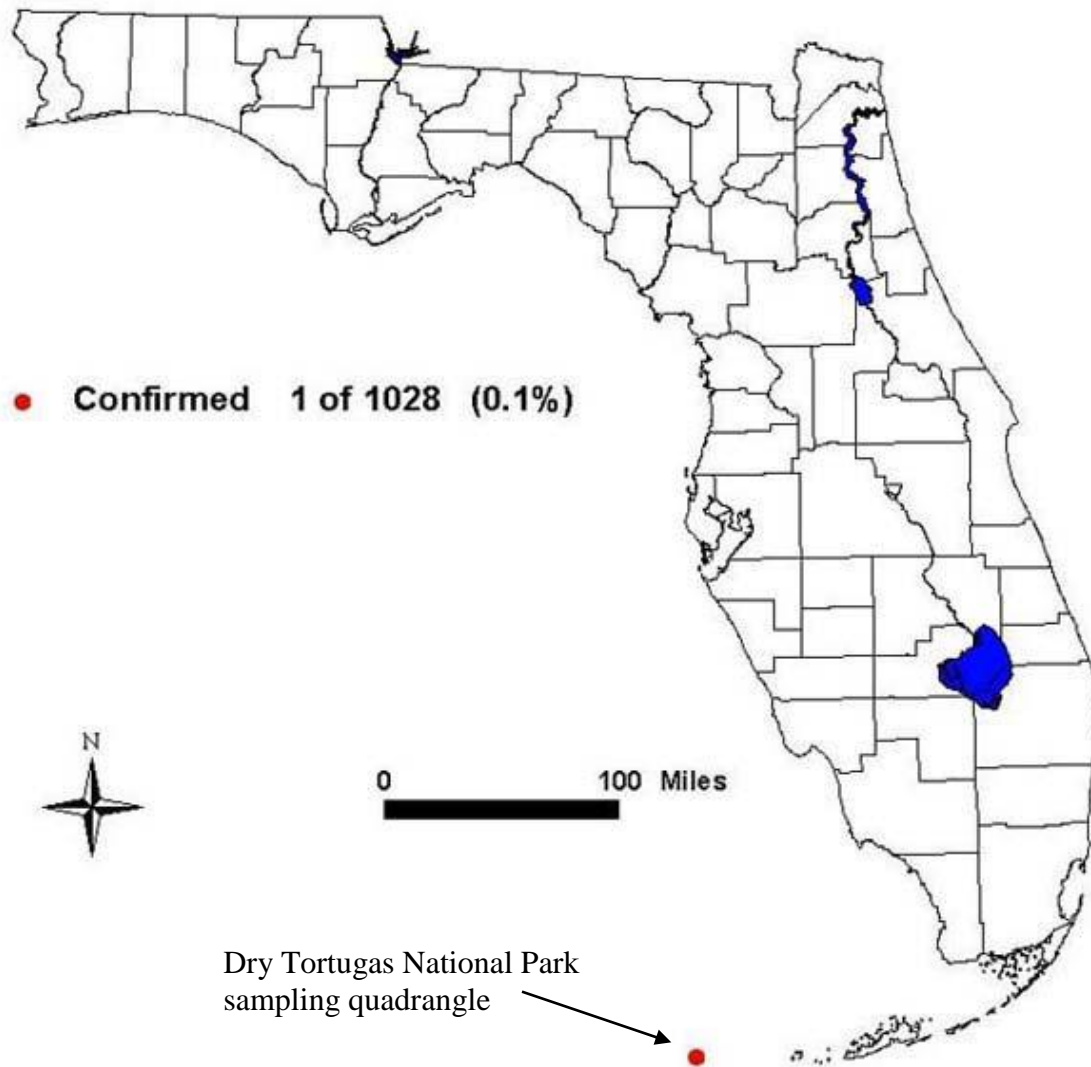 Confirmed 1 of 1028 (0.1%)
N
0 100 Miles
Dry Tortugas National Park
sampling quadrangle